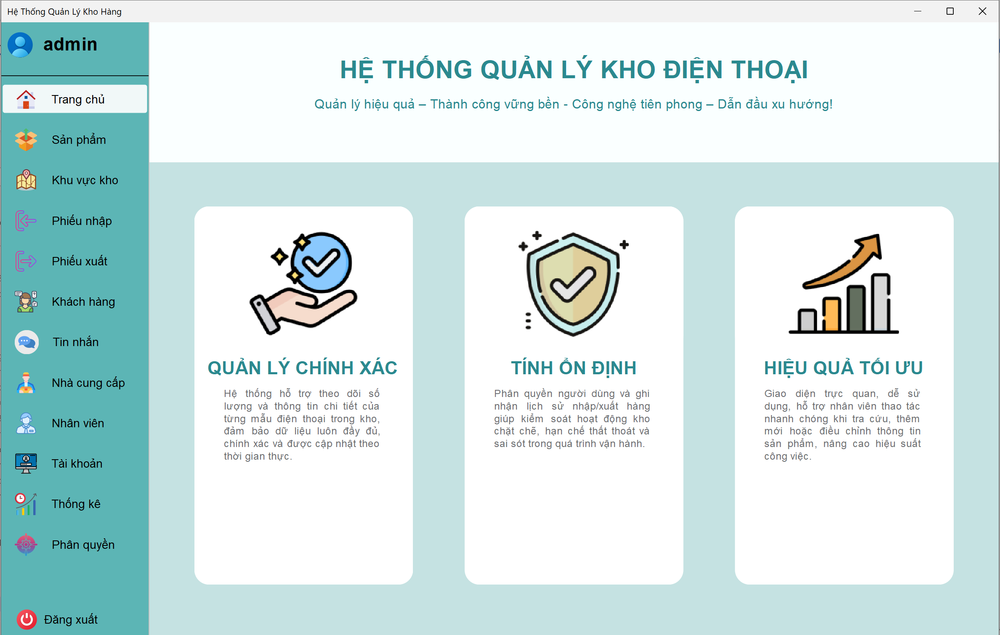 Hệ Thống Quản Lý Kho Hàng
admin
Trang chủ
Sản phẩm
Khu vực kho
Phiếu nhập
Phiếu xuất
Khách hàng
Tin nhắn
Nhà cung cấp
Nhân viên
Tài khoản
Thống kê
Phân quyền
Đăng xuất
HỆ THỐNG QUẢN LÝ KHO ĐIỆN THOẠI
Quản lý hiệu quả – Thành công vững bền - Công nghệ tiên phong – Dẫn đầu xu hướng!
QUẢN LÝ CHÍNH XÁC
Hệ thống hỗ trợ theo dõi số
lượng và thông tin chi tiết của
từng mẫu điện thoại trong kho,
đảm bảo dữ liệu luôn đầy đủ,
chính xác và được cập nhật theo
thời gian thực.
TÍNH ỔN ĐỊNH
Phân quyền người dùng và ghi
nhận lịch sử nhập/xuất hàng
giúp kiểm soát hoạt động kho
chặt chẽ, hạn chế thất thoát và
sai sót trong quá trình vận hành.
HIỆU QUẢ TỐI ƯU
Giao diện trực quan, dễ sử
dụng, hỗ trợ nhân viên thao tác
nhanh chóng khi tra cứu, thêm
mới hoặc điều chỉnh thông tin
sản phẩm, nâng cao hiệu suất
công việc.